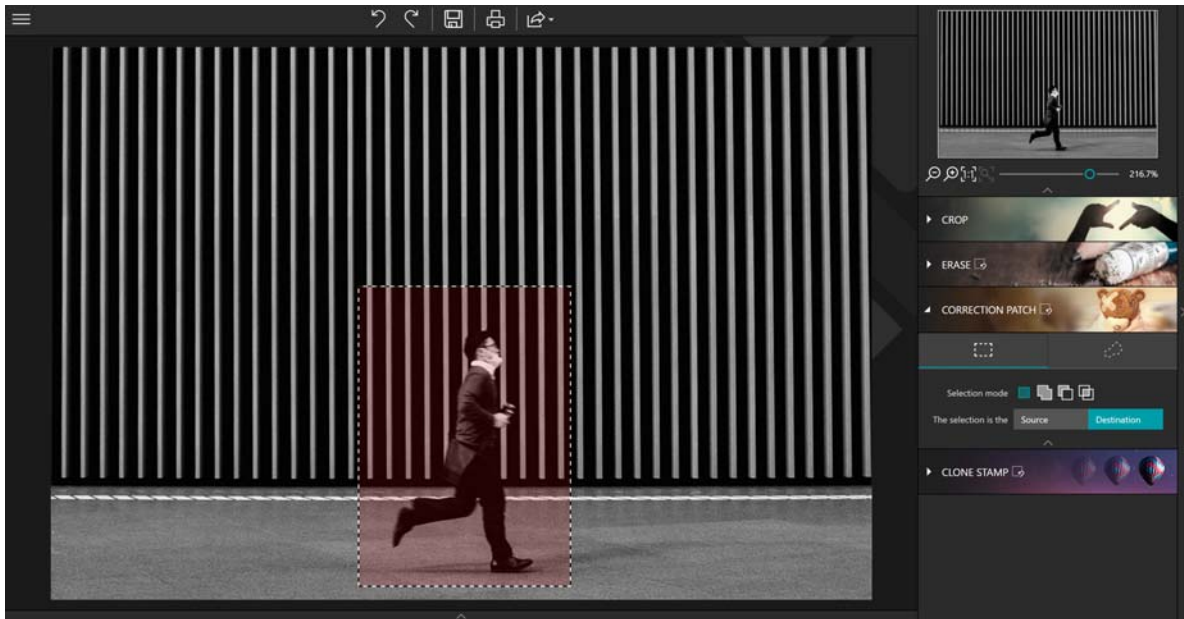 216.7%
CROP
ERASE
CORRECTION PATCH
Selection mode
The selection is the Source Destination
CLONE STAMP